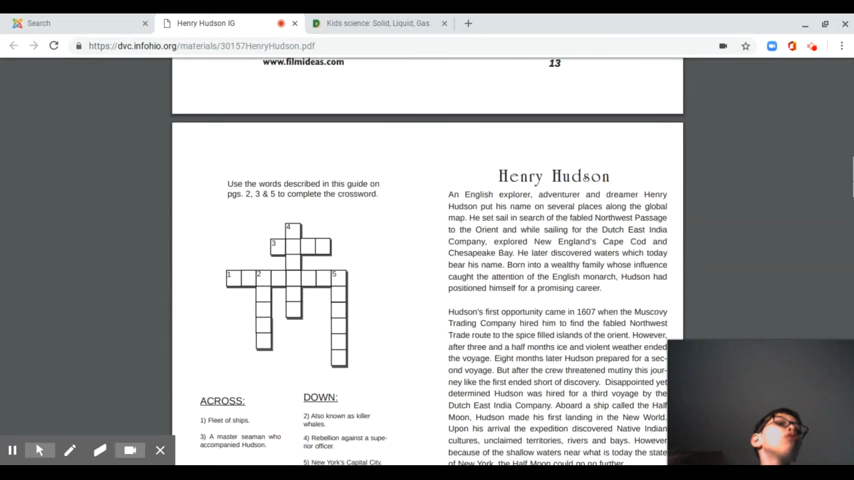 Search
Henry Hudson IG
Kids science: Solid, Liquid, Gas
https://dvc.infohio.org/materials/30157HenryHudson.pdf
www.filmideas.com
13
Use the words described in this guide on
pgs. 2, 3 & 5 to complete the crossword.
4
3
1 2 5
ACROSS:
1) Fleet of ships.
3) A master seaman who
accompanied Hudson.
DOWN:
2) Also known as killer
whales.
4) Rebellion against a supe-
rior officer.
5) New York's Capital City.
Henry Hudson
An English explorer, adventurer and dreamer Henry
Hudson put his name on several places along the global
map. He set sail in search of the fabled Northwest Passage
to the Orient and while sailing for the Dutch East India
Company, explored New England's Cape Cod and
Chesapeake Bay. He later discovered waters which today
bear his name. Born into a wealthy family whose influence
caught the attention of the English monarch, Hudson had
positioned himself for a promising career.
Hudson's first opportunity came in 1607 when the Muscovy
Trading Company hired him to find the fabled Northwest
Trade route to the spice filled islands of the orient. However,
after three and a half months ice and violent weather ended
the voyage. Eight months later Hudson prepared for a sec-
ond voyage. But after the crew threatened mutiny this jour-
ney like the first ended short of discovery. Disappointed yet
determined Hudson was hired for a third voyage by the
Dutch East India Company. Aboard a ship called the Half
Moon, Hudson made his first landing in the New World.
Upon his arrival the expedition discovered Native Indian
cultures, unclaimed territories, rivers and bays. However
because of the shallow waters near what is today the state
of New York, the Half Moon could go no further.